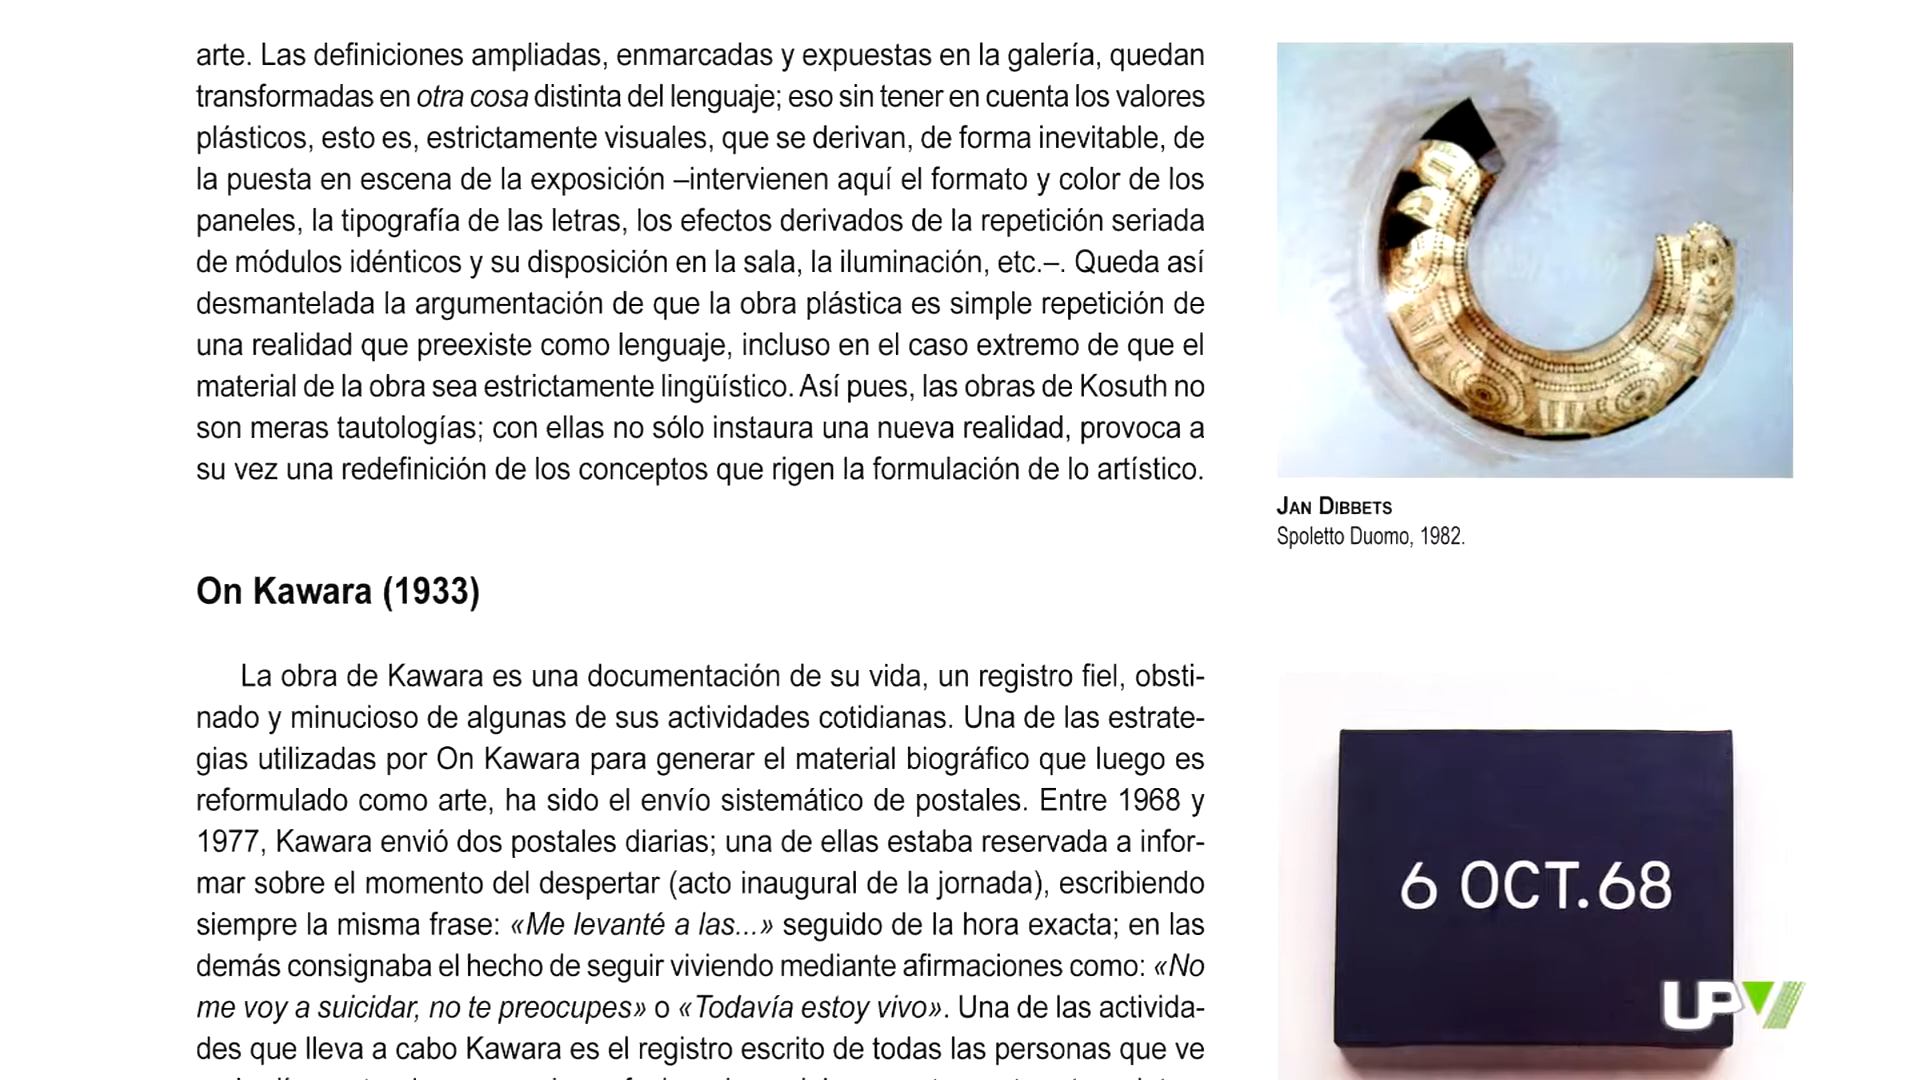 arte. Las definiciones ampliadas, enmarcadas y expuestas en la galería, quedan
transformadas en otra cosa distinta del lenguaje; eso sin tener en cuenta los valores
plásticos, esto es, estrictamente visuales, que se derivan, de forma inevitable, de
la puesta en escena de la exposición –intervienen aquí el formato y color de los
paneles, la tipografía de las letras, los efectos derivados de la repetición seriada
de módulos idénticos y su disposición en la sala, la iluminación, etc.–. Queda así
desmantelada la argumentación de que la obra plástica es simple repetición de
una realidad que preexiste como lenguaje, incluso en el caso extremo de que el
material de la obra sea estrictamente lingüístico. Así pues, las obras de Kosuth no
son meras tautologías; con ellas no sólo instaura una nueva realidad, provoca a
su vez una redefinición de los conceptos que rigen la formulación de lo artístico.
JAN DIBBETS
Spoletto Duomo, 1982.
On Kawara (1933)
La obra de Kawara es una documentación de su vida, un registro fiel, obsti-
nado y minucioso de algunas de sus actividades cotidianas. Una de las estrate-
gias utilizadas por On Kawara para generar el material biográfico que luego es
reformulado como arte, ha sido el envío sistemático de postales. Entre 1968 y
1977, Kawara envió dos postales diarias; una de ellas estaba reservada a infor-
mar sobre el momento del despertar (acto inaugural de la jornada), escribiendo
siempre la misma frase: «Me levanté a las...» seguido de la hora exacta; en las
demás consignaba el hecho de seguir viviendo mediante afirmaciones como: «No
me voy a suicidar, no te preocupes» o «Todavía estoy vivo». Una de las activida-
des que lleva a cabo Kawara es el registro escrito de todas las personas que ve
6 OCT.68
UPV